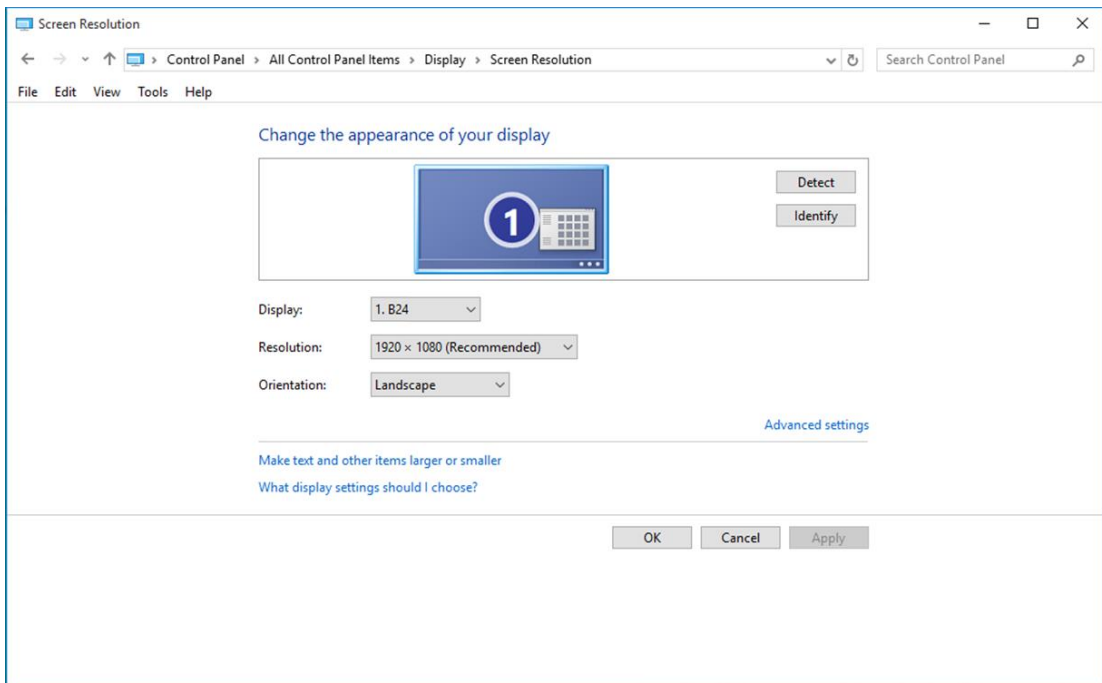 Screen Resolution
Control Panel > All Control Panel Items > Display > Screen Resolution
Search Control Panel
File Edit View Tools Help
Change the appearance of your display
1
Detect
Identify
Display: 1. B24
Resolution: 1920 × 1080 (Recommended)
Orientation: Landscape
Advanced settings
Make text and other items larger or smaller
What display settings should I choose?
OK Cancel Apply